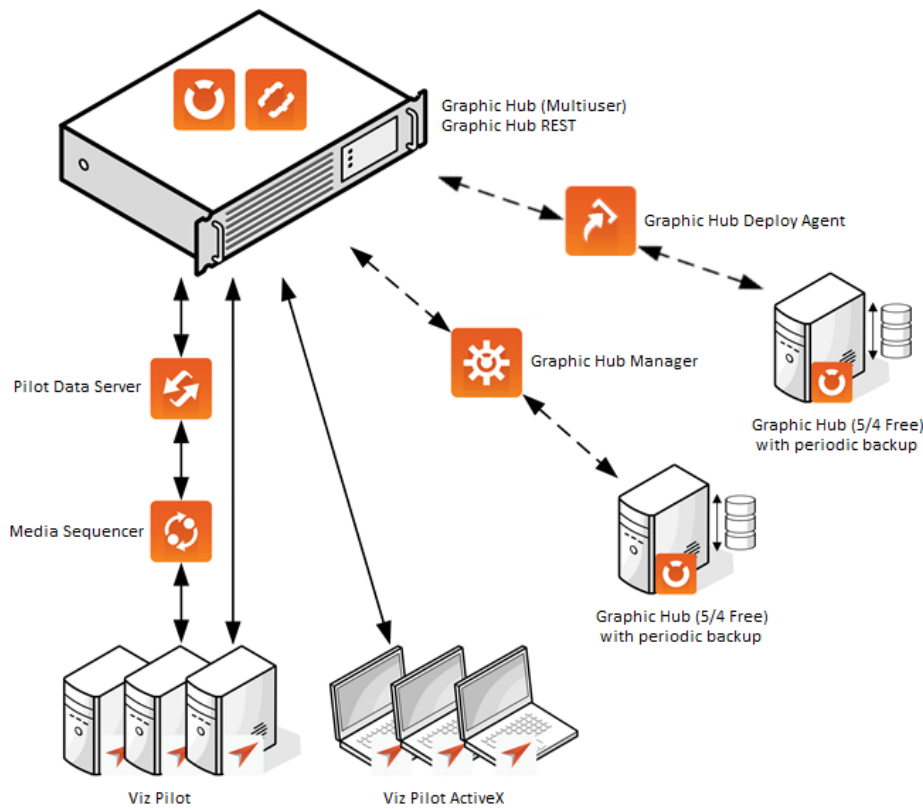 Graphic Hub (Multiuser)
Graphic Hub REST
Graphic Hub Deploy Agent
Graphic Hub Manager
Pilot Data Server
Graphic Hub (5/4 Free)
with periodic backup
Media Sequencer
Graphic Hub (5/4 Free)
with periodic backup
Viz Pilot
Viz Pilot ActiveX